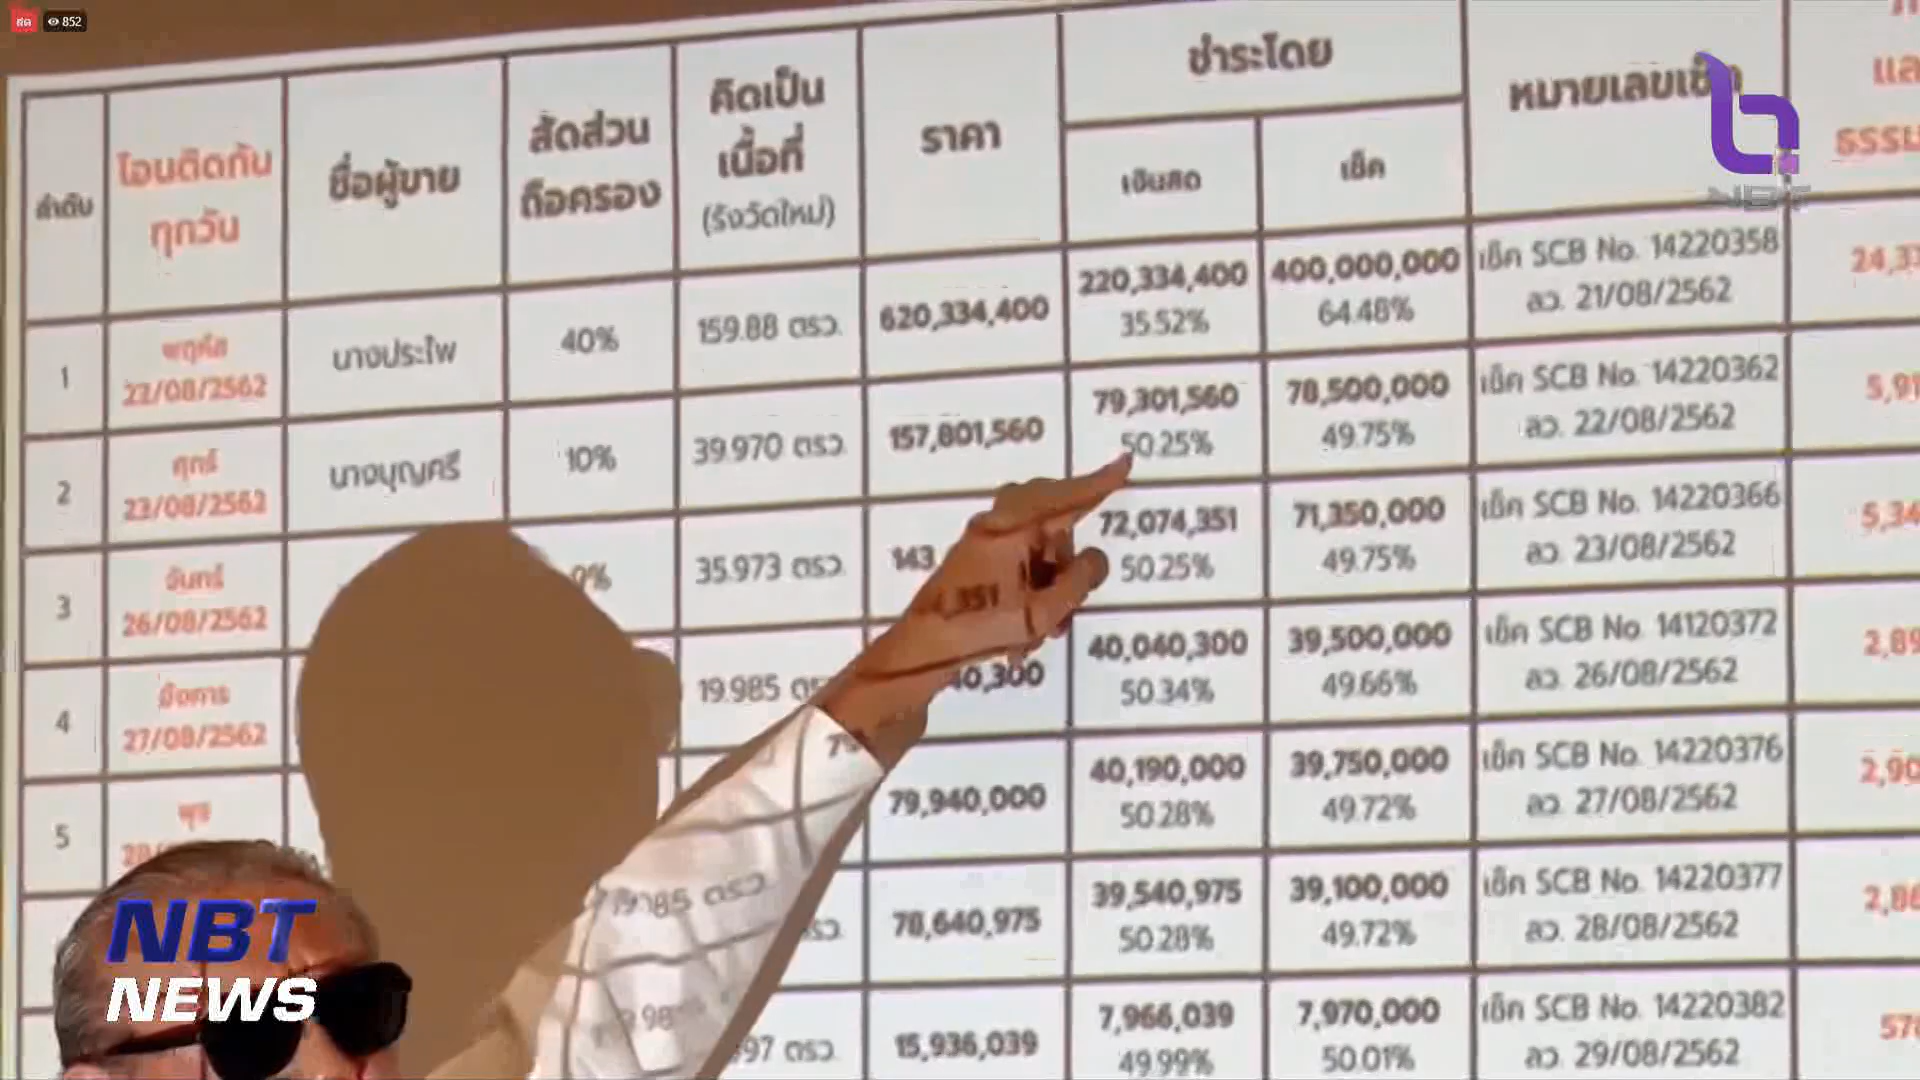 สด 852
ลำดับ
โอนติดกัน
ทุกวัน
ชื่อผู้ขาย
สัดส่วน
ถือครอง
คิดเป็น
เนื้อที่
(รังวัดใหม่)
ราคา
ชำระโดย
เงินสด
เช็ค
หมายเลขเช็ค
NBT
1
พฤหัส
22/08/2562
นางประไพ
40%
159.88 ตรว.
620,334,400
220,334,400
35.52%
400,000,000
64.48%
เช็ค SCB No. 14220358
ลว. 21/08/2562
2
ศุกร์
23/08/2562
นางบุญศรี
10%
39.970 ตรว.
157,801,560
79,301,560
50.25%
78,500,000
49.75%
เช็ค SCB No. 14220362
ลว. 22/08/2562
3
จันทร์
26/08/2562
35.973 ตรว.
72,074,351
50.25%
71,350,000
49.75%
เช็ค SCB No. 14220366
ลว. 23/08/2562
4
อังคาร
27/08/2562
19.985
40,040,300
50.34%
39,500,000
49.66%
เช็ค SCB No. 14120372
ลว. 26/08/2562
5
พุธ
79,940,000
40,190,000
50.28%
39,750,000
49.72%
เช็ค SCB No. 14220376
ลว. 27/08/2562
78,640,975
39,540,975
50.28%
39,100,000
49.72%
เช็ค SCB No. 14220377
ลว. 28/08/2562
15,936,039
7,966,039
49.99%
7,970,000
50.01%
เช็ค SCB No. 14220382
ลว. 29/08/2562
NBT
NEWS